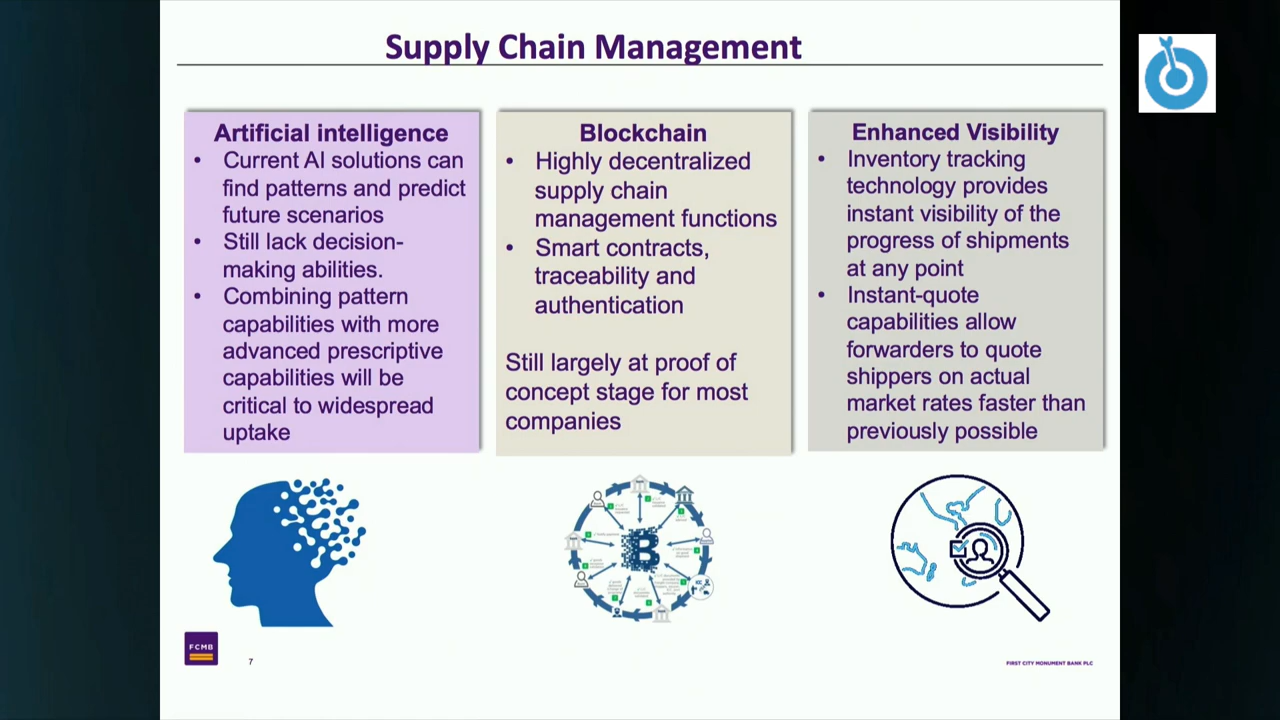 Supply Chain Management
Artificial intelligence
• Current AI solutions can
find patterns and predict
future scenarios
• Still lack decision-
making abilities.
• Combining pattern
capabilities with more
advanced prescriptive
capabilities will be
critical to widespread
uptake
Blockchain
• Highly decentralized
supply chain
management functions
• Smart contracts,
traceability and
authentication
Still largely at proof of
concept stage for most
companies
Enhanced Visibility
• Inventory tracking
technology provides
instant visibility of the
progress of shipments
at any point
• Instant-quote
capabilities allow
forwarders to quote
shippers on actual
market rates faster than
previously possible
FCMB
7
FIRST CITY MONUMENT BANK PLC